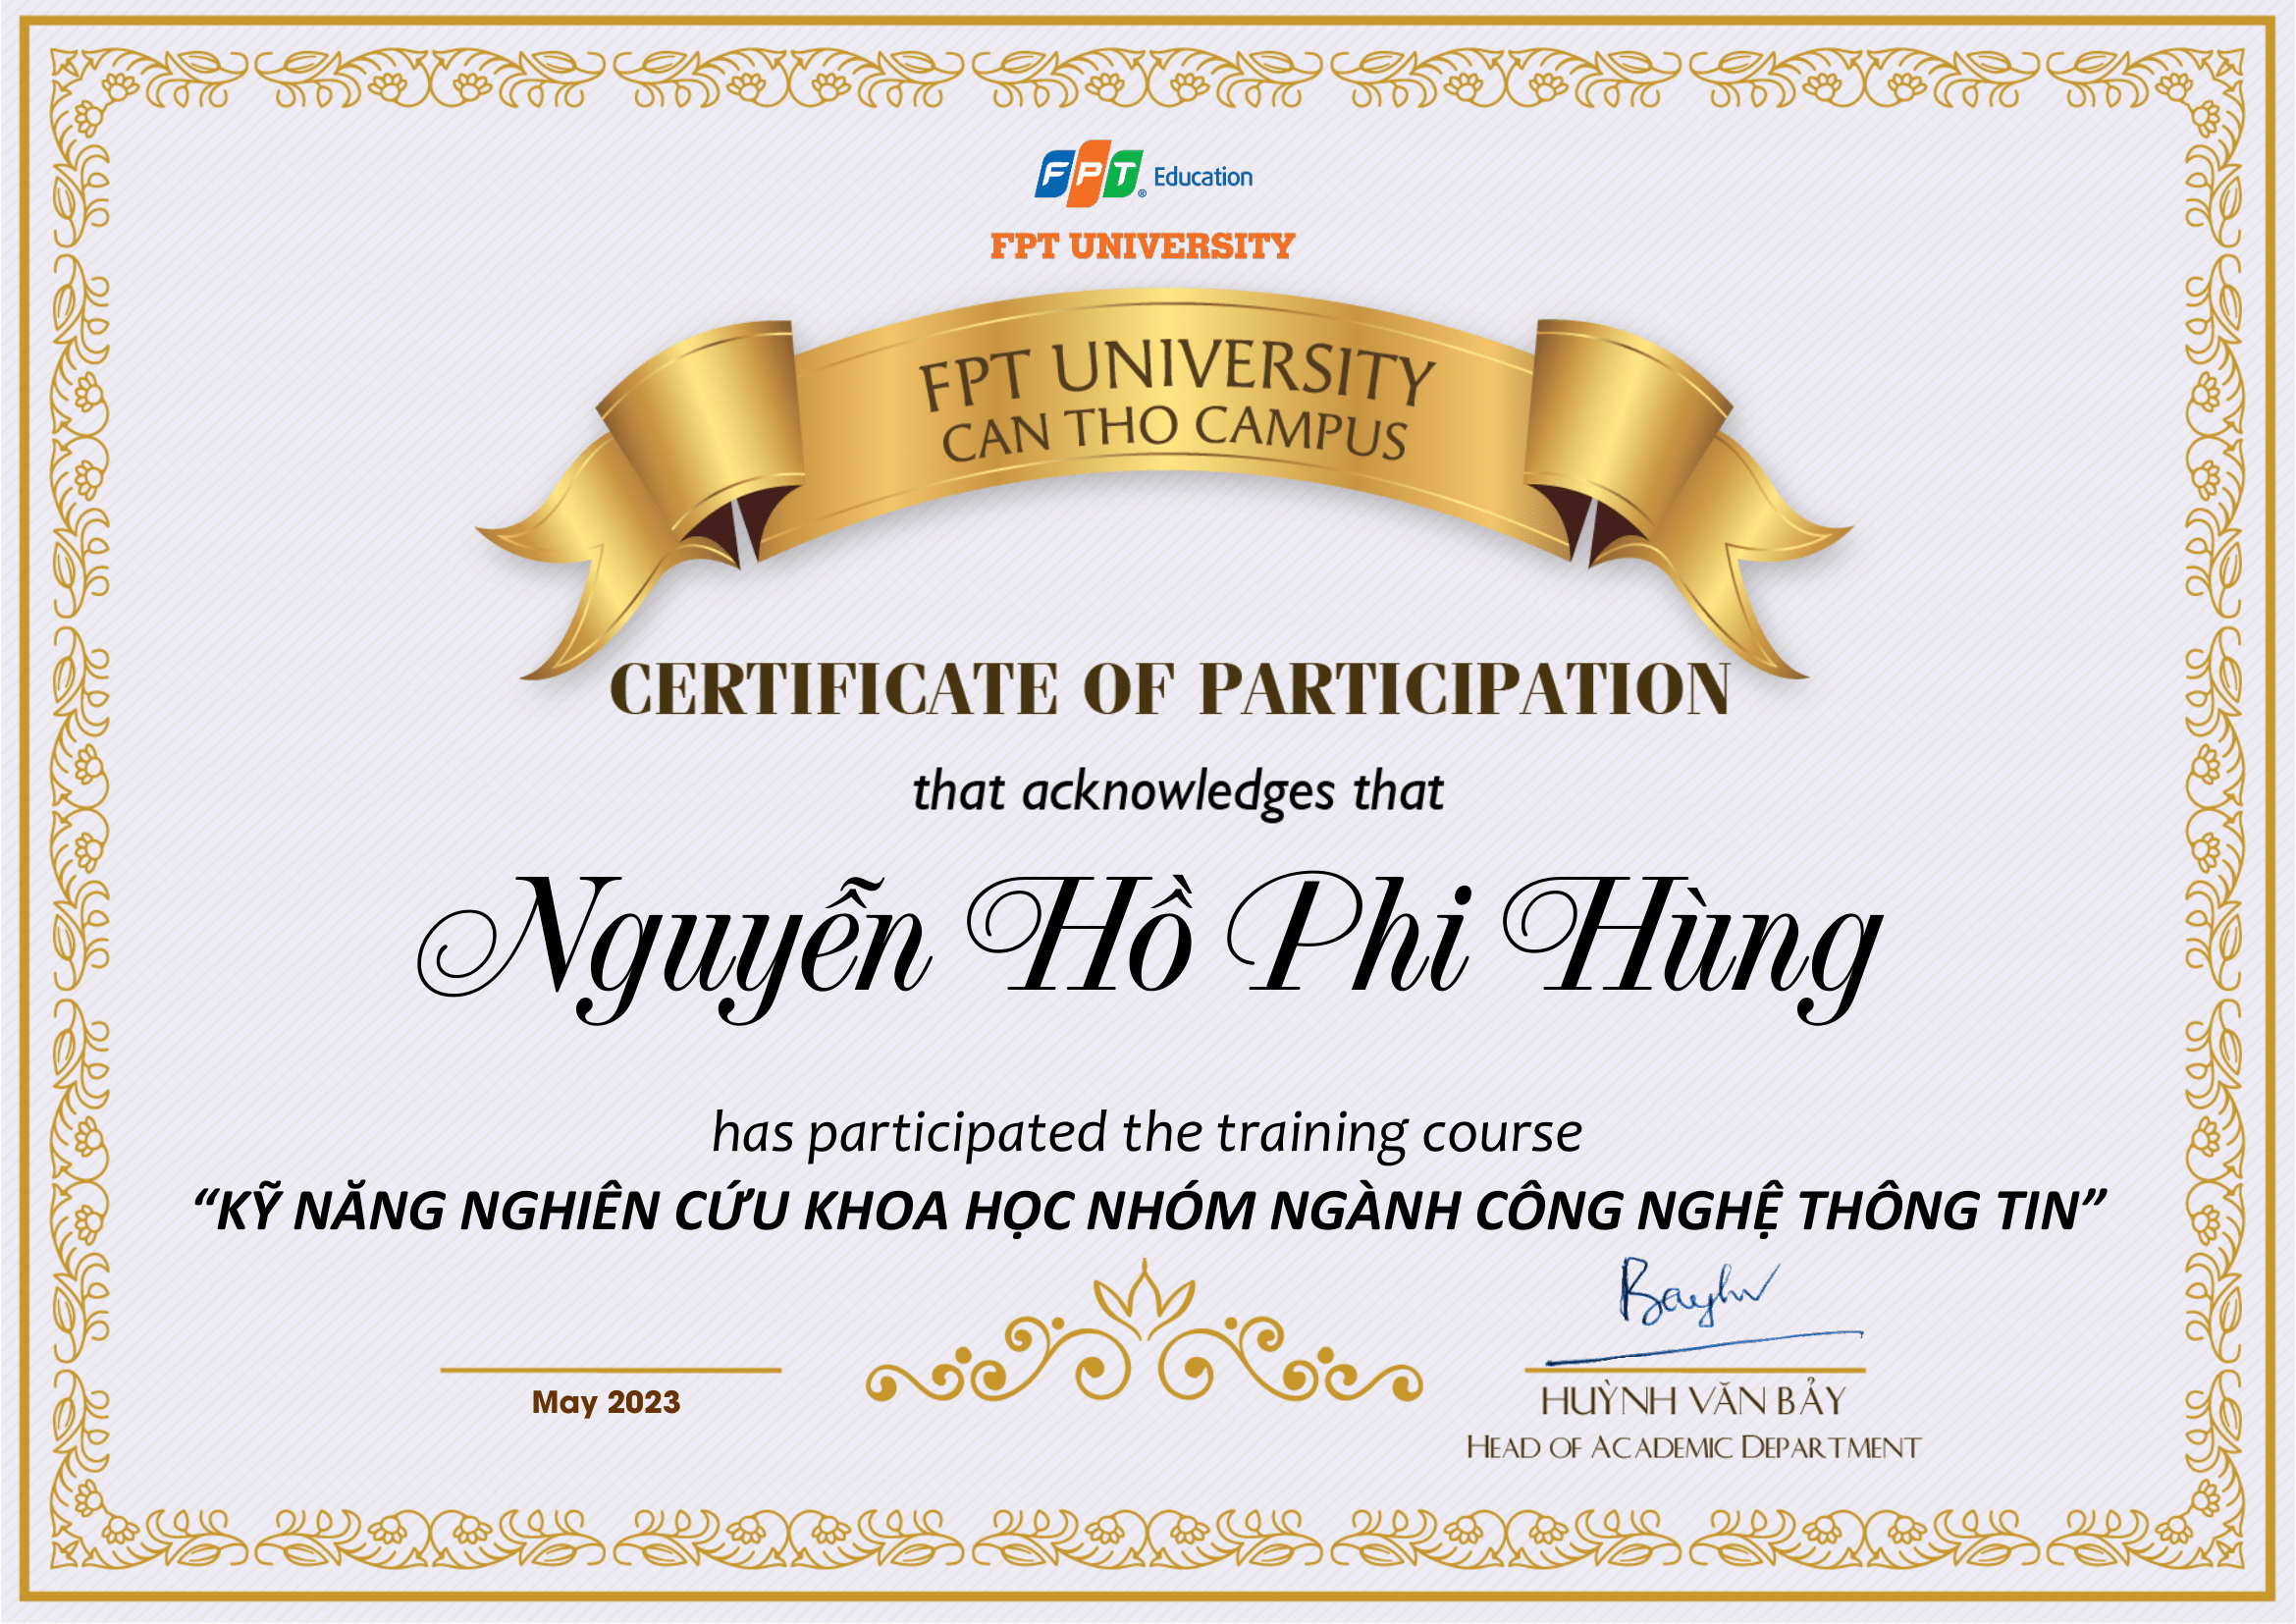 FPT Education
FPT UNIVERSITY
FPT UNIVERSITY
CAN THO CAMPUS
CERTIFICATE OF PARTICIPATION
that acknowledges that
Nguyễn Hồ Phi Hùng
has participated the training course
“KỸ NĂNG NGHIÊN CỨU KHOA HỌC NHÓM NGÀNH CÔNG NGHỆ THÔNG TIN”
Bayhv
May 2023
HUỲNH VĂN BẢY
HEAD OF ACADEMIC DEPARTMENT